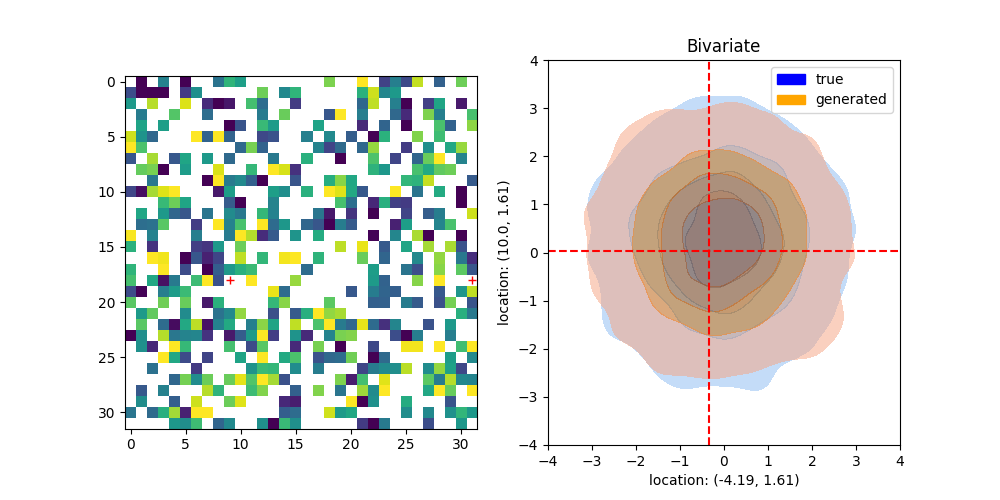 Bivariate
true
generated
0
5
10
15
20
25
30
0 5 10 15 20 25 30
location: (10.0, 1.61)
4
3
2
1
0
−1
−2
−3
−4
−4 −3 −2 −1 0 1 2 3 4
location: (-4.19, 1.61)